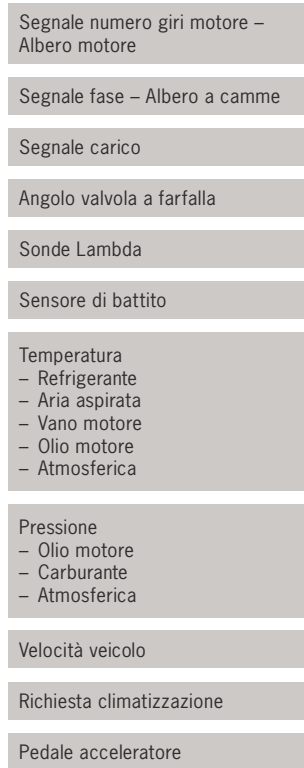 Segnale numero giri motore –
Albero motore
Segnale fase – Albero a camme
Segnale carico
Angolo valvola a farfalla
Sonde Lambda
Sensore di battito
Temperatura
– Refrigerante
– Aria aspirata
– Vano motore
– Olio motore
– Atmosferica
Pressione
– Olio motore
– Carburante
– Atmosferica
Velocità veicolo
Richiesta climatizzazione
Pedale acceleratore